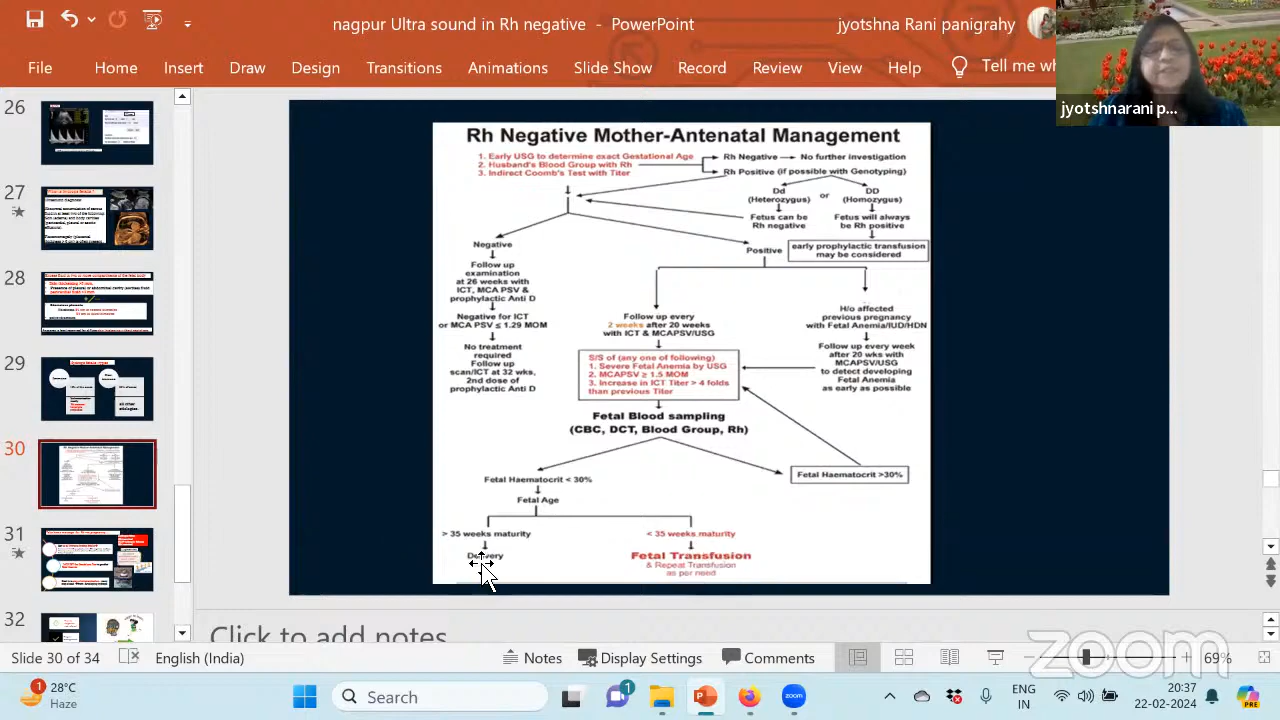 nagpur Ultra sound in Rh negative - PowerPoint
jyotshna Rani panigrahy
File Home Insert Draw Design Transitions Animations Slide Show Record Review View Help Tell me wh
jyotshnarani p...
26
27
28
29
30
31
32
Rh Negative Mother-Antenatal Management
1. Early USG to determine exact Gestational Age
2. Husband's Blood Group with Rh
3. Indirect Coomb's Test with Titer
Rh Negative → No further investigation
Rh Positive (if possible with Genotyping)
Dd
(Heterozygus)
or
DD
(Homozygus)
Fetus can be
Rh negative
Fetus will always
be Rh positive
early prophylactic transfusion
may be considered
Negative
Follow up
examination
at 26 weeks with
ICT, MCA PSV &
prophylactic Anti D
Negative for ICT
or MCA PSV ≤ 1.29 MOM
No treatment
required
Follow up
scan/ICT at 32 wks,
2nd dose of
prophylactic Anti D
Positive
Follow up every
2 weeks after 20 weeks
with ICT & MCAPSV/USG
H/o affected
previous pregnancy
with Fetal Anemia/IUD/HDN
Follow up every week
after 20 wks with
MCAPSV/USG
to detect developing
Fetal Anemia
as early as possible
S/S of (any one of following)
1. Severe Fetal Anemia by USG
2. MCAPSV ≥ 1.5 MOM
3. Increase in ICT Titer > 4 folds
than previous Titer
Fetal Blood sampling
(CBC, DCT, Blood Group, Rh)
Fetal Haematocrit < 30%
Fetal Haematocrit >30%
Fetal Age
> 35 weeks maturity
< 35 weeks maturity
Fetal Transfusion
& Repeat Transfusion
as per need
Click to add notes
zoom
Slide 30 of 34
English (India)
Notes
Display Settings
Comments
69%
1
28°C
Haze
Search
1
zoom
ENG
IN
20:37
22-02-2024
PRE